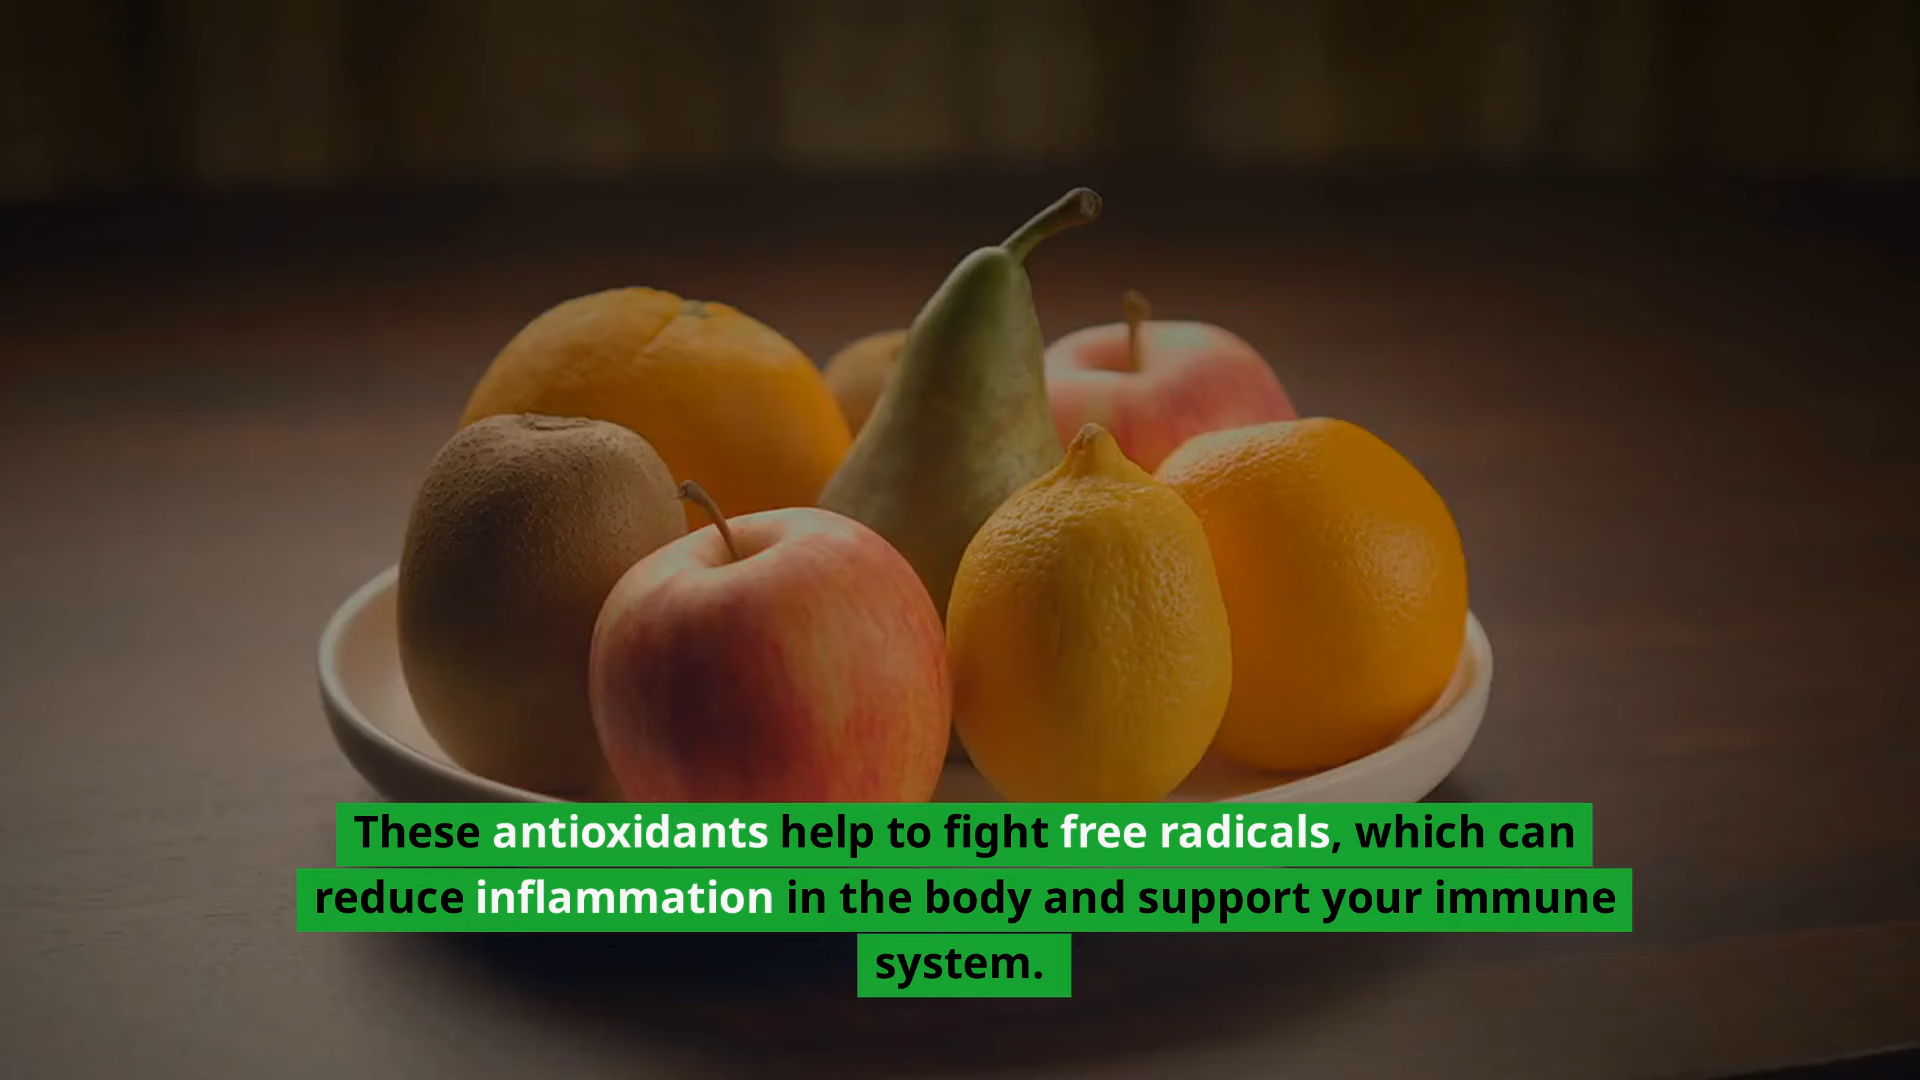 These antioxidants help to fight free radicals, which can
reduce inflammation in the body and support your immune
system.